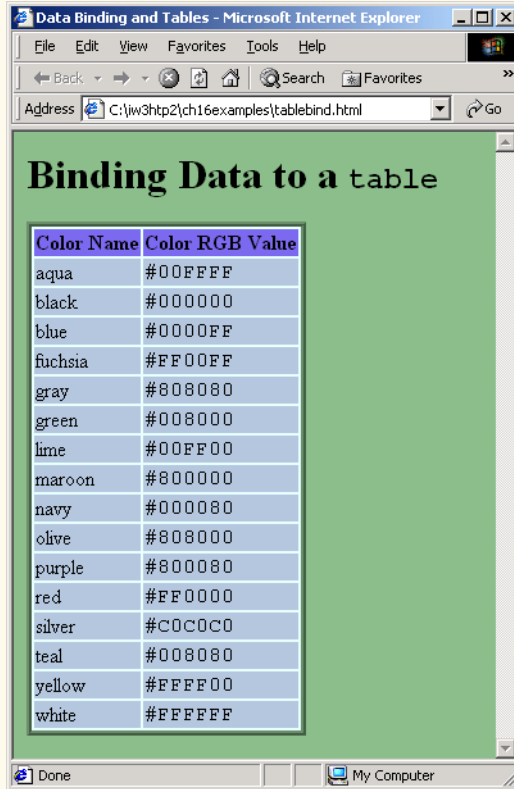 Data Binding and Tables - Microsoft Internet Explorer
File Edit View Favorites Tools Help
Back Search Favorites »
Address C:\iw3htp2\ch16examples\tablebind.html Go
Binding Data to a table
Color Name Color RGB Value
aqua #00FFFF
black #000000
blue #0000FF
fuchsia #FF00FF
gray #808080
green #008000
lime #00FF00
maroon #800000
navy #000080
olive #808000
purple #800080
red #FF0000
silver #C0C0C0
teal #008080
yellow #FFFF00
white #FFFFFF
Done My Computer